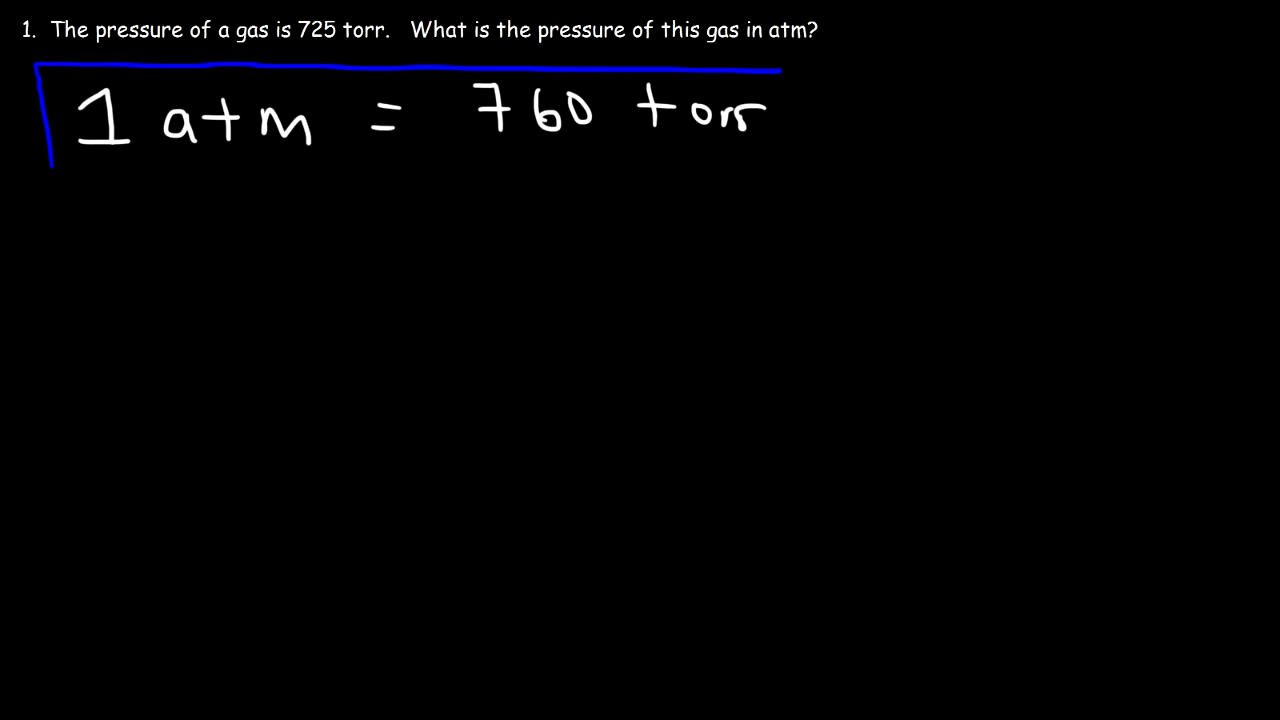 1. The pressure of a gas is 725 torr. What is the pressure of this gas in atm?
1 atm = 760 torr